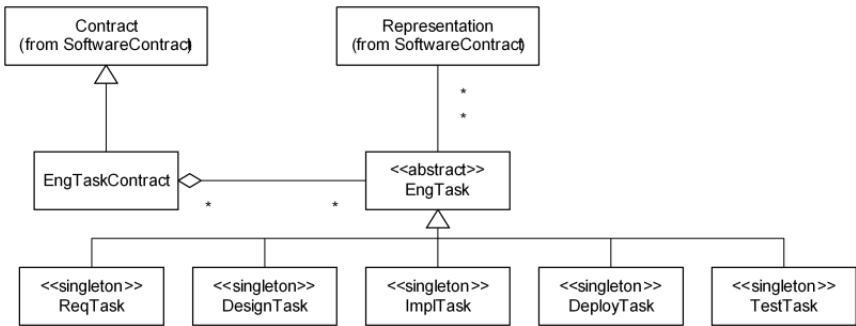 Contract
(from SoftwareContract)
Representation
(from SoftwareContract)
*
*
EngTaskContract
<<abstract>>
EngTask
*
*
<<singleton>>
ReqTask
<<singleton>>
DesignTask
<<singleton>>
ImplTask
<<singleton>>
DeployTask
<<singleton>>
TestTask